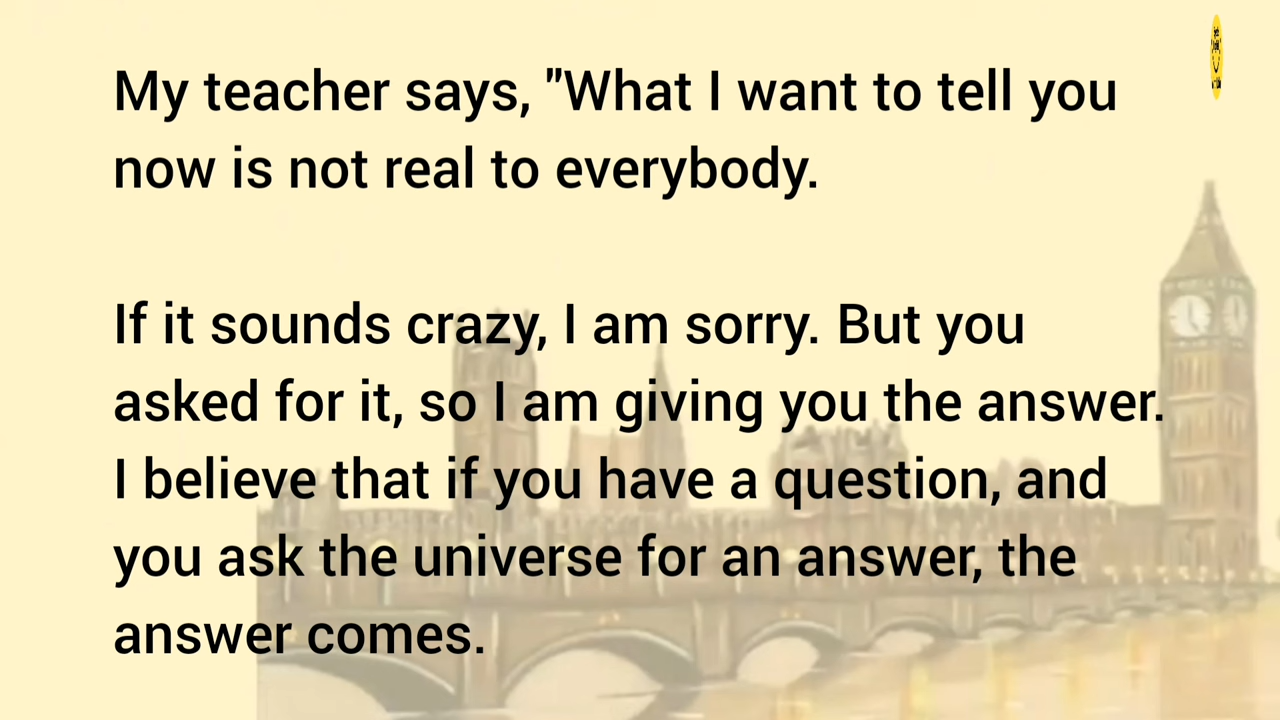 My teacher says, "What I want to tell you
now is not real to everybody.
If it sounds crazy, I am sorry. But you
asked for it, so I am giving you the answer.
I believe that if you have a question, and
you ask the universe for an answer, the
answer comes.